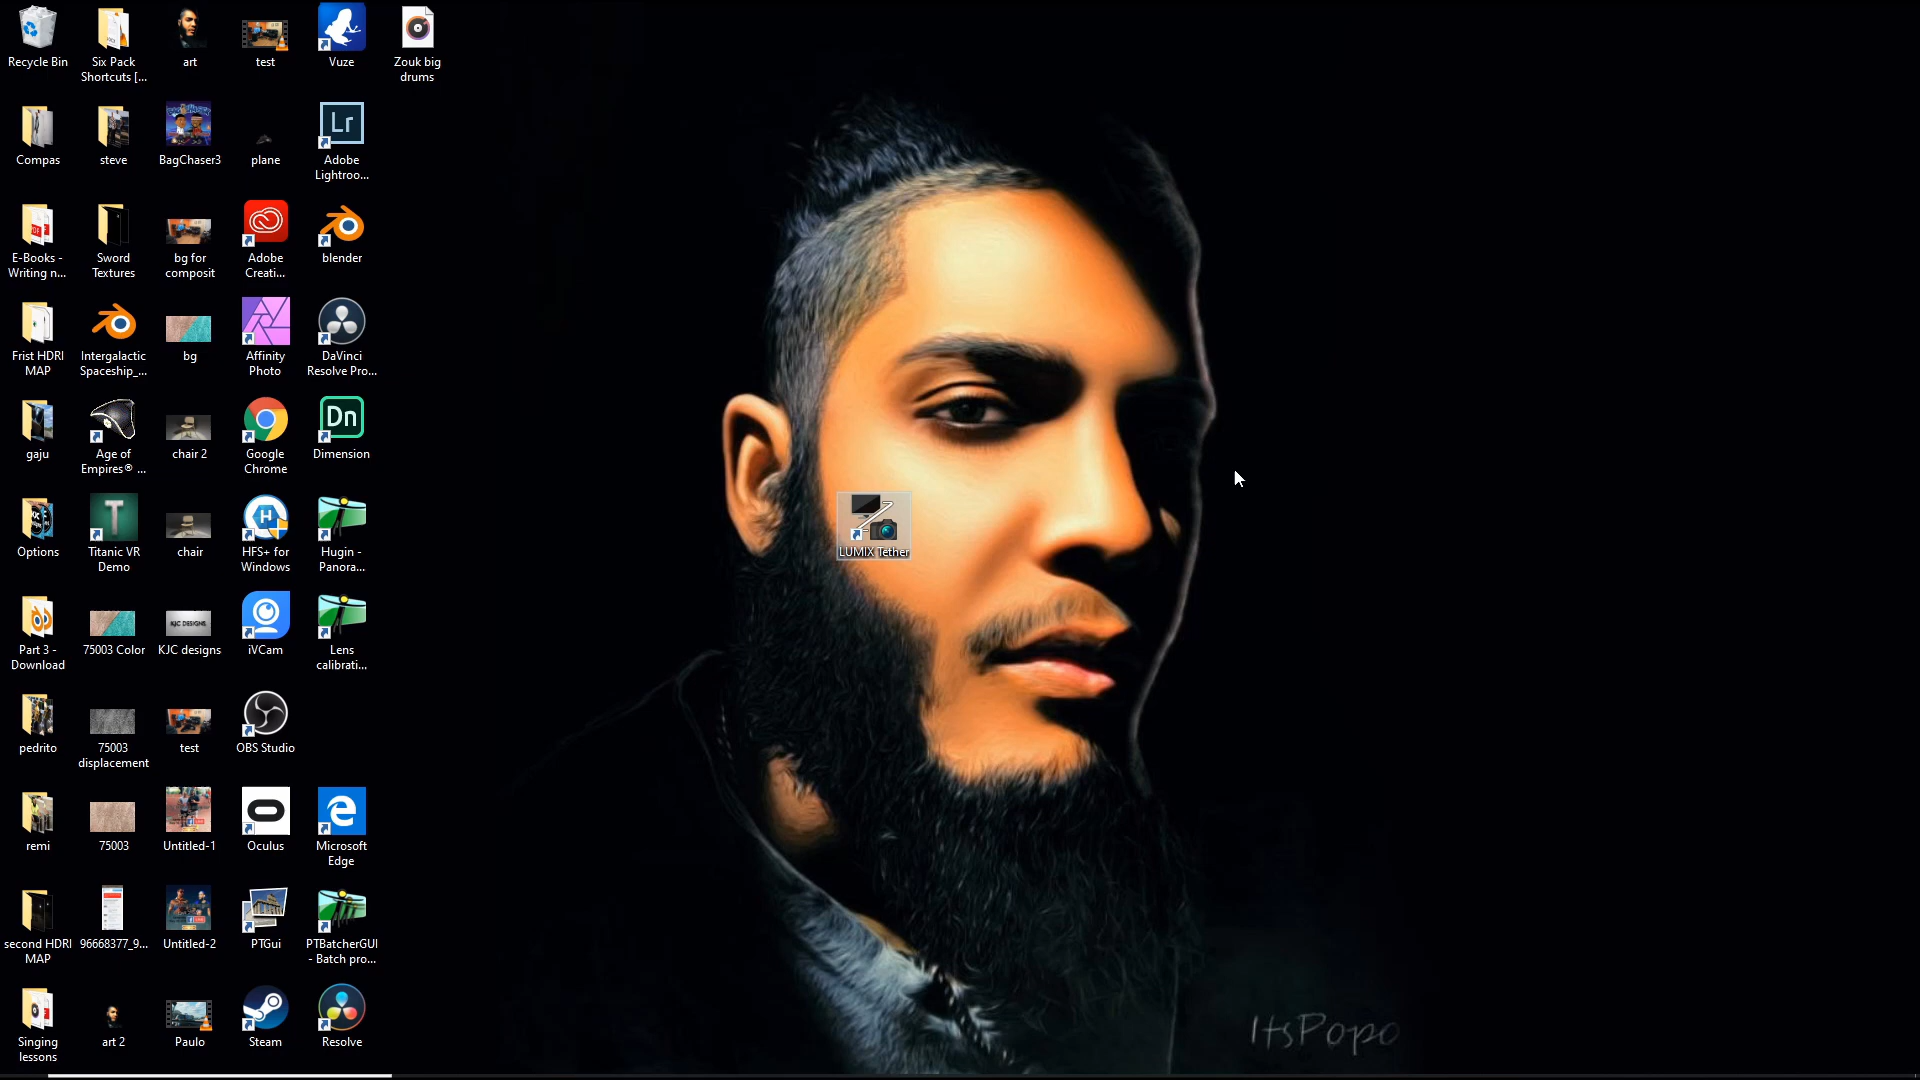 Recycle Bin
Six Pack
Shortcuts [...
art
test
Vuze
Zouk big
drums
Compas
steve
BagChaser3
plane
Lr
Adobe
Lightroo...
E-Books -
Writing n...
Sword
Textures
bg for
composit
Adobe
Creati...
blender
Frist HDRI
MAP
Intergalactic
Spaceship_...
bg
Affinity
Photo
DaVinci
Resolve Pro...
gaju
Age of
Empires® ...
chair 2
Google
Chrome
Dn
Dimension
Options
T
Titanic VR
Demo
chair
H
HFS+ for
Windows
Hugin -
Panora...
LUMIX Tether
Part 3 -
Download
75003 Color
KJC DESIGNS
KJC designs
iVCam
Lens
calibrati...
pedrito
75003
displacement
test
OBS Studio
remi
75003
Untitled-1
Oculus
Microsoft
Edge
second HDRI
MAP
96668377_9...
Untitled-2
PTGui
PTBatcherGUI
- Batch pro...
Singing
lessons
art 2
Paulo
Steam
Resolve
ItsPopo